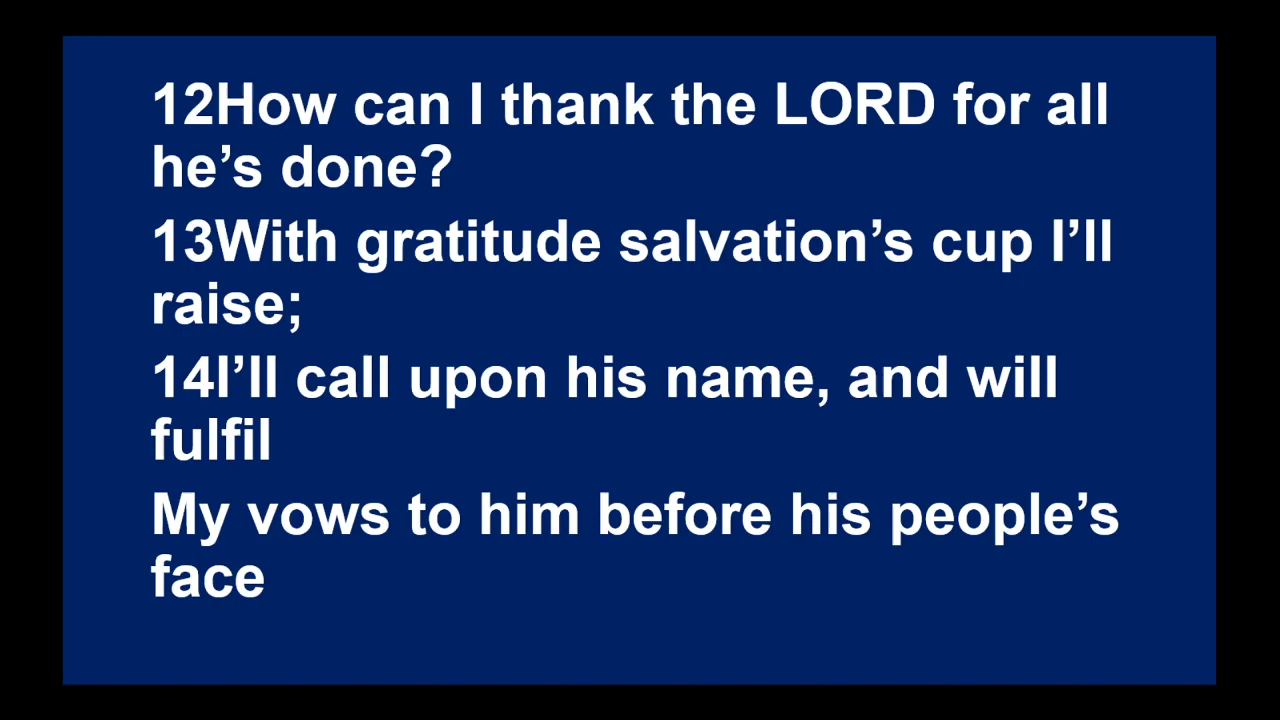 12How can I thank the LORD for all
he’s done?
13With gratitude salvation’s cup I’ll
raise;
14I’ll call upon his name, and will
fulfil
My vows to him before his people’s
face